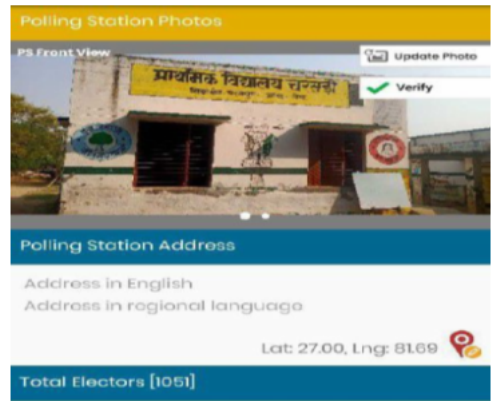 Polling Station Photos
PS Front View
Update Photo
Verify
प्राथमिक विद्यालय चरसरी
Polling Station Address
Address in English
Address in regional language
Lat: 27.00, Lng: 81.69
Total Electors [1051]